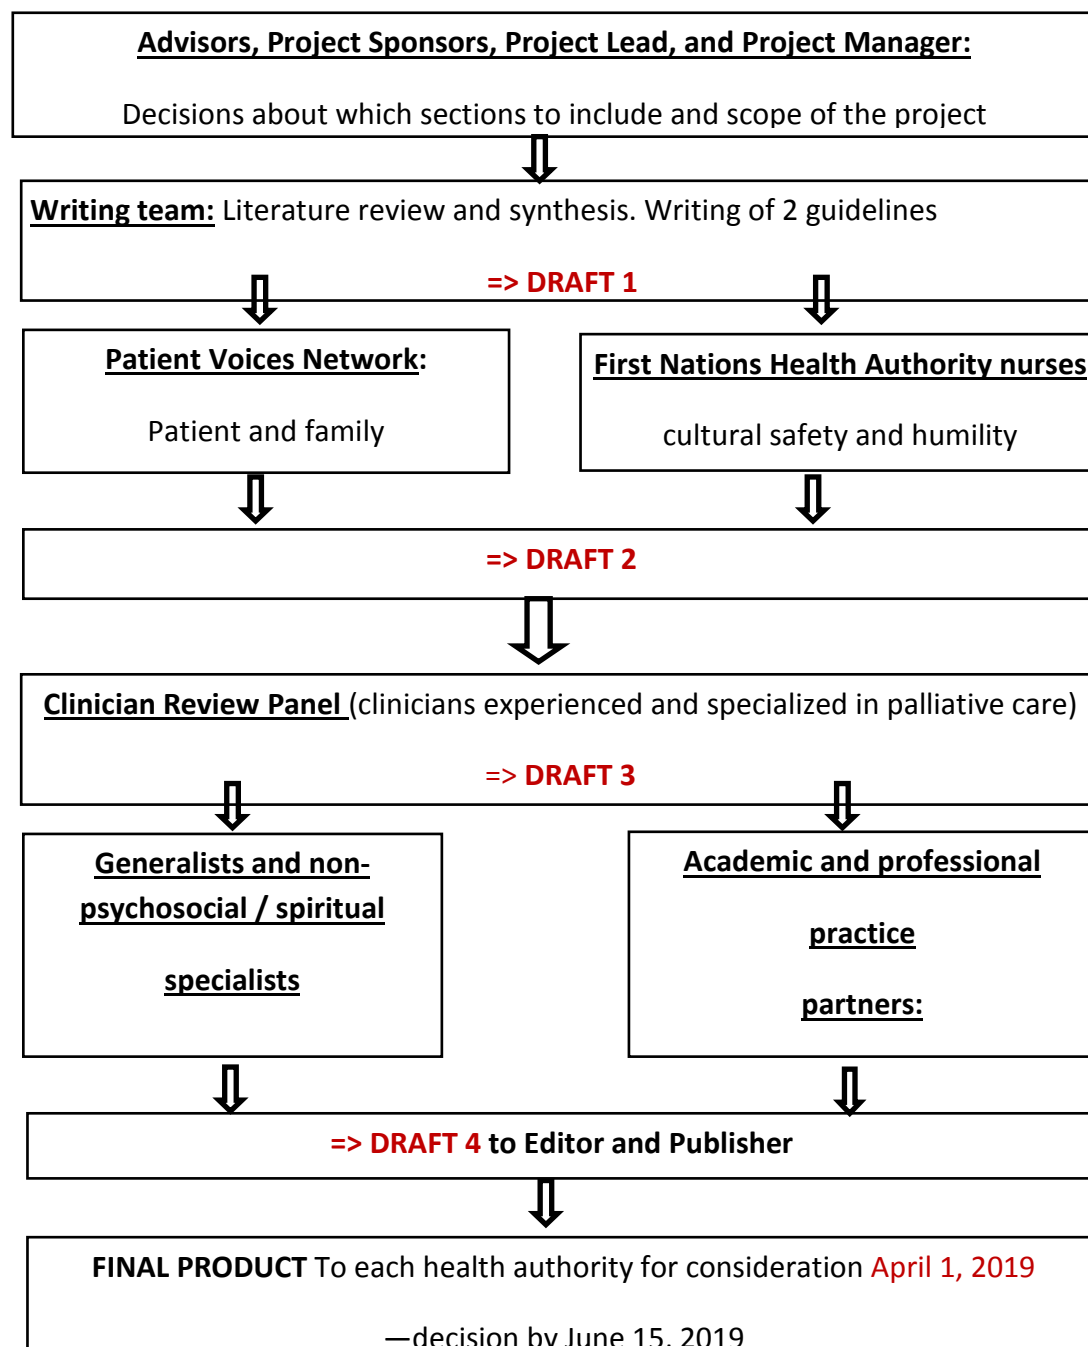 Advisors, Project Sponsors, Project Lead, and Project Manager:
Decisions about which sections to include and scope of the project
Writing team: Literature review and synthesis. Writing of 2 guidelines
=> DRAFT 1
Patient Voices Network:
Patient and family
First Nations Health Authority nurses
cultural safety and humility
=> DRAFT 2
Clinician Review Panel (clinicians experienced and specialized in palliative care)
=> DRAFT 3
Generalists and non-
psychosocial / spiritual
specialists
Academic and professional
practice
partners:
=> DRAFT 4 to Editor and Publisher
FINAL PRODUCT To each health authority for consideration April 1, 2019
—decision by June 15, 2019